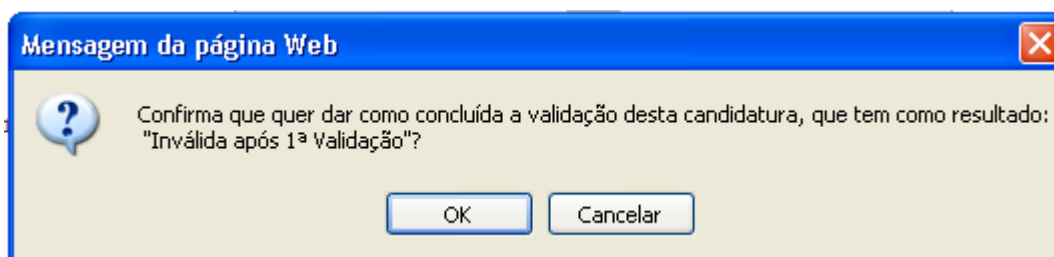 Mensagem da página Web
Confirma que quer dar como concluída a validação desta candidatura, que tem como resultado:
"Inválida após 1ª Validação"?
OK
Cancelar